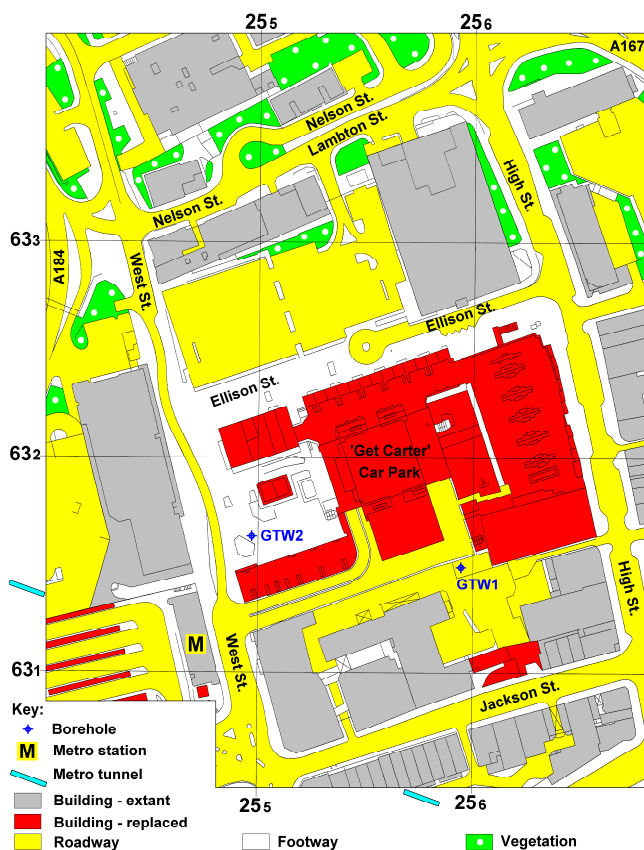 25₅
25₆
A167
Nelson St.
Lambton St.
High St.
Nelson St.
63₃
A184
West St.
Ellison St.
Ellison St.
63₂
'Get Carter'
Car Park
GTW2
GTW1
High St.
M
West St.
63₁
Jackson St.
Key:
Borehole
M Metro station
Metro tunnel
25₅
25₆
Building - extant
Building - replaced
Roadway
Footway
Vegetation